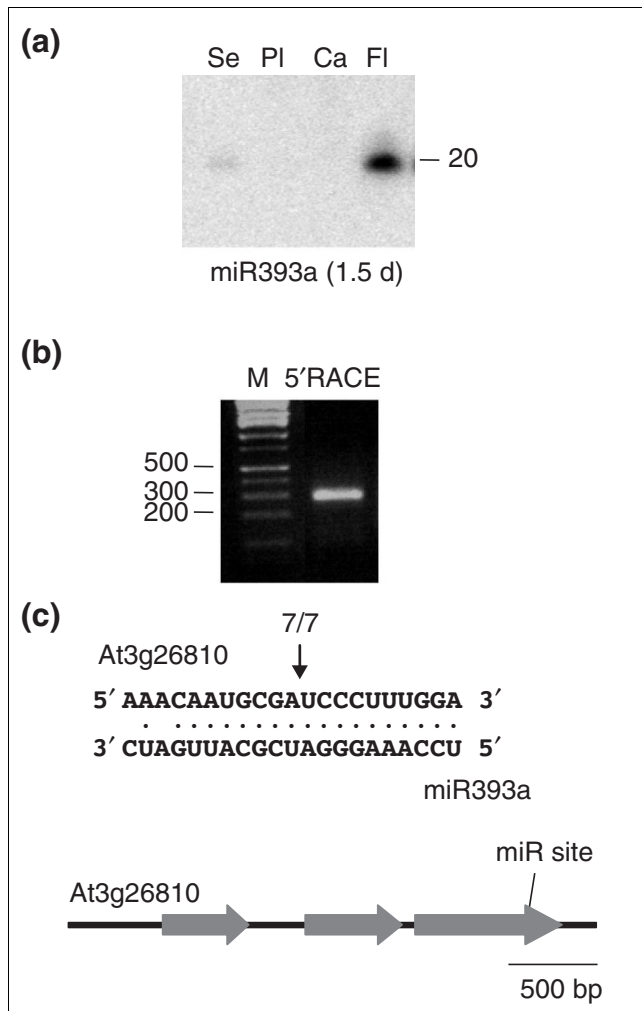 (a)
Se Pl Ca Fl
20
miR393a (1.5 d)
(b)
M 5′RACE
500
300
200
(c)
7/7
At3g26810
5′ AAACAAUGCGAUCCCUUUGGA 3′
3′ CUAGUUACGCUAGGGAAACCU 5′
miR393a
miR site
At3g26810
500 bp